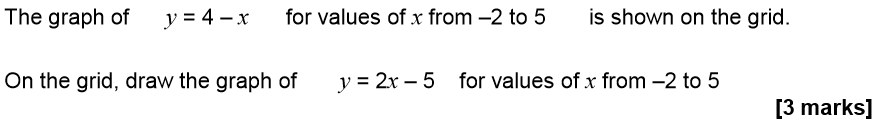 The graph of y = 4 – x for values of x from –2 to 5 is shown on the grid.
On the grid, draw the graph of y = 2x – 5 for values of x from –2 to 5
[3 marks]